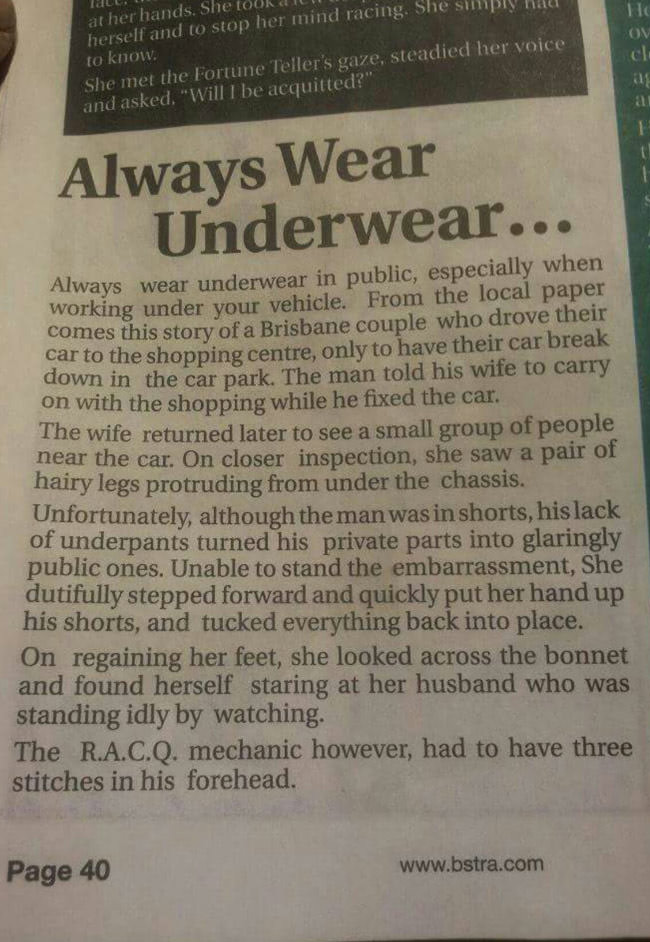 at her hands. She took a
herself and to stop her mind racing. She simply had
to know.
She met the Fortune Teller's gaze, steadied her voice
and asked, "Will I be acquitted?"
Always Wear
Underwear...
Always wear underwear in public, especially when
working under your vehicle. From the local paper
comes this story of a Brisbane couple who drove their
car to the shopping centre, only to have their car break
down in the car park. The man told his wife to carry
on with the shopping while he fixed the car.
The wife returned later to see a small group of people
near the car. On closer inspection, she saw a pair of
hairy legs protruding from under the chassis.
Unfortunately, although the man was in shorts, his lack
of underpants turned his private parts into glaringly
public ones. Unable to stand the embarrassment, She
dutifully stepped forward and quickly put her hand up
his shorts, and tucked everything back into place.
On regaining her feet, she looked across the bonnet
and found herself staring at her husband who was
standing idly by watching.
The R.A.C.Q. mechanic however, had to have three
stitches in his forehead.
Page 40
www.bstra.com